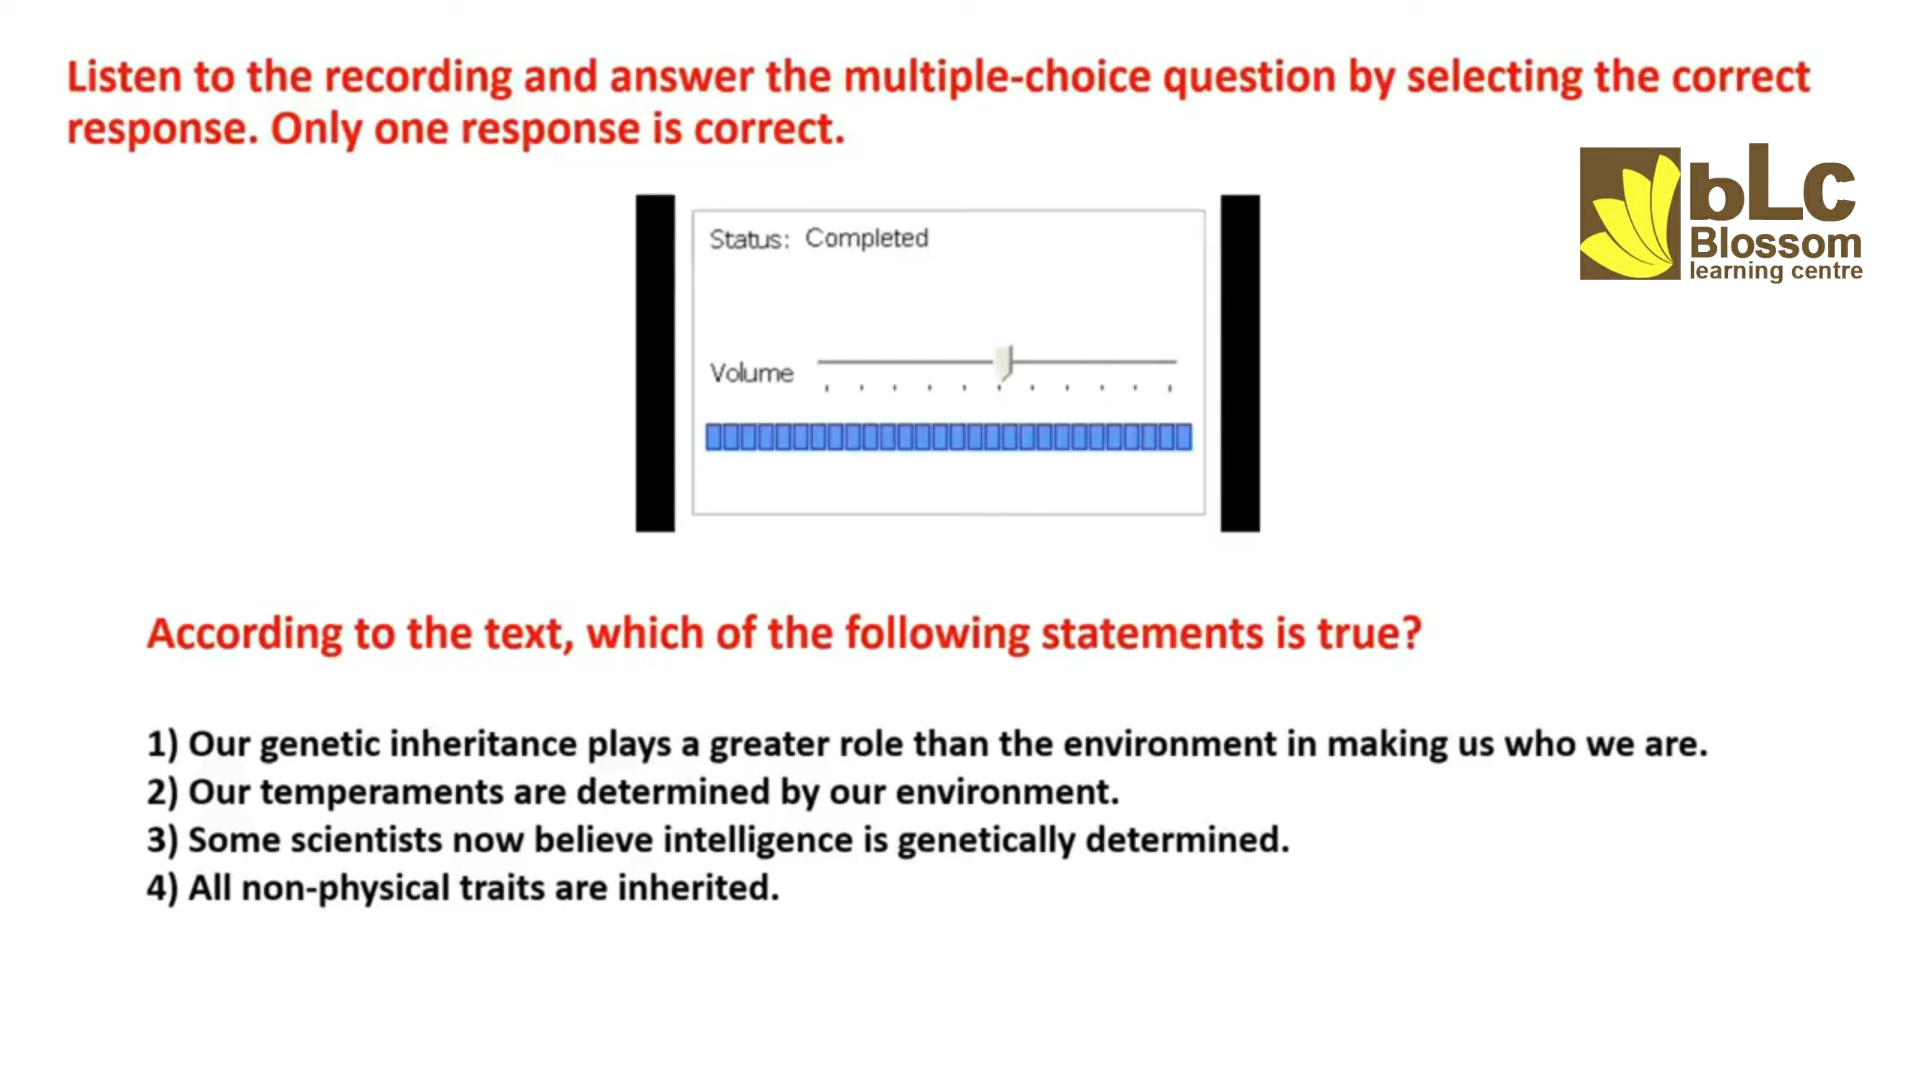 Listen to the recording and answer the multiple-choice question by selecting the correct
response. Only one response is correct.
bLC
Blossom
learning centre
Status: Completed
Volume
According to the text, which of the following statements is true?
1) Our genetic inheritance plays a greater role than the environment in making us who we are.
2) Our temperaments are determined by our environment.
3) Some scientists now believe intelligence is genetically determined.
4) All non-physical traits are inherited.